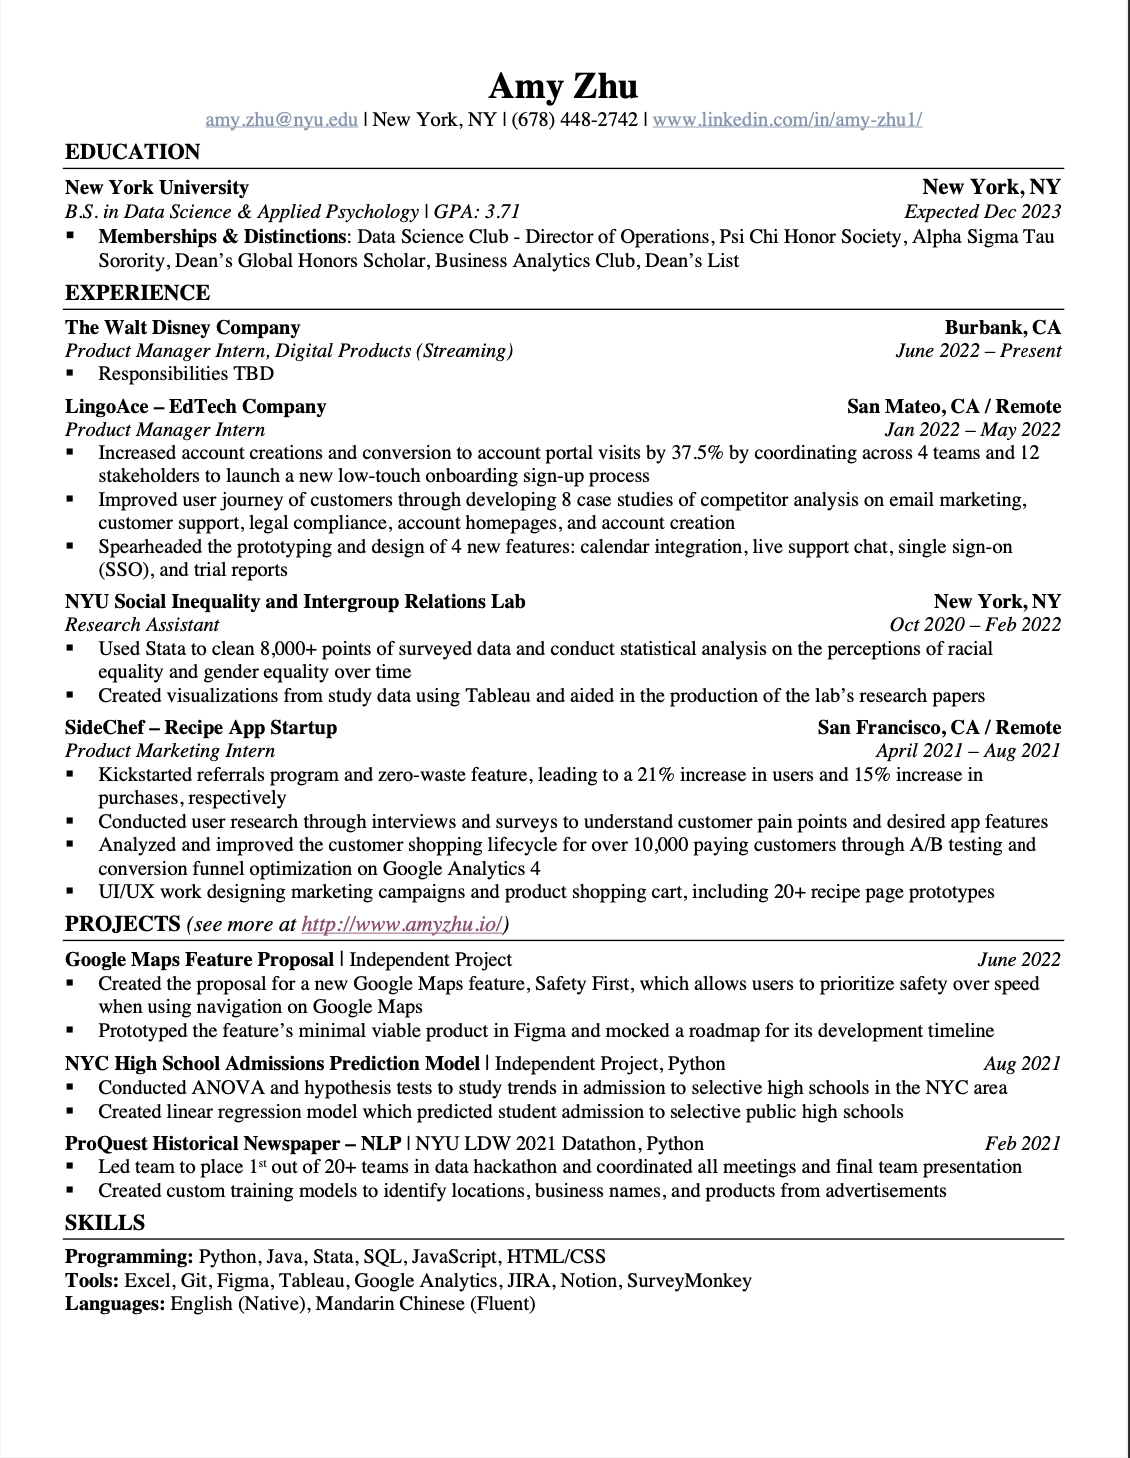 Amy Zhu
amy.zhu@nyu.edu | New York, NY | (678) 448-2742 | www.linkedin.com/in/amy-zhu1/
EDUCATION
New York University New York, NY
B.S. in Data Science & Applied Psychology | GPA: 3.71 Expected Dec 2023
▪ Memberships & Distinctions: Data Science Club - Director of Operations, Psi Chi Honor Society, Alpha Sigma Tau
Sorority, Dean’s Global Honors Scholar, Business Analytics Club, Dean’s List
EXPERIENCE
The Walt Disney Company Burbank, CA
Product Manager Intern, Digital Products (Streaming) June 2022 – Present
▪ Responsibilities TBD
LingoAce – EdTech Company San Mateo, CA / Remote
Product Manager Intern Jan 2022 – May 2022
▪ Increased account creations and conversion to account portal visits by 37.5% by coordinating across 4 teams and 12
stakeholders to launch a new low-touch onboarding sign-up process
▪ Improved user journey of customers through developing 8 case studies of competitor analysis on email marketing,
customer support, legal compliance, account homepages, and account creation
▪ Spearheaded the prototyping and design of 4 new features: calendar integration, live support chat, single sign-on
(SSO), and trial reports
NYU Social Inequality and Intergroup Relations Lab New York, NY
Research Assistant Oct 2020 – Feb 2022
▪ Used Stata to clean 8,000+ points of surveyed data and conduct statistical analysis on the perceptions of racial
equality and gender equality over time
▪ Created visualizations from study data using Tableau and aided in the production of the lab’s research papers
SideChef – Recipe App Startup San Francisco, CA / Remote
Product Marketing Intern April 2021 – Aug 2021
▪ Kickstarted referrals program and zero-waste feature, leading to a 21% increase in users and 15% increase in
purchases, respectively
▪ Conducted user research through interviews and surveys to understand customer pain points and desired app features
▪ Analyzed and improved the customer shopping lifecycle for over 10,000 paying customers through A/B testing and
conversion funnel optimization on Google Analytics 4
▪ UI/UX work designing marketing campaigns and product shopping cart, including 20+ recipe page prototypes
PROJECTS (see more at http://www.amyzhu.io/)
Google Maps Feature Proposal | Independent Project June 2022
▪ Created the proposal for a new Google Maps feature, Safety First, which allows users to prioritize safety over speed
when using navigation on Google Maps
▪ Prototyped the feature’s minimal viable product in Figma and mocked a roadmap for its development timeline
NYC High School Admissions Prediction Model | Independent Project, Python Aug 2021
▪ Conducted ANOVA and hypothesis tests to study trends in admission to selective high schools in the NYC area
▪ Created linear regression model which predicted student admission to selective public high schools
ProQuest Historical Newspaper – NLP | NYU LDW 2021 Datathon, Python Feb 2021
▪ Led team to place 1st out of 20+ teams in data hackathon and coordinated all meetings and final team presentation
▪ Created custom training models to identify locations, business names, and products from advertisements
SKILLS
Programming: Python, Java, Stata, SQL, JavaScript, HTML/CSS
Tools: Excel, Git, Figma, Tableau, Google Analytics, JIRA, Notion, SurveyMonkey
Languages: English (Native), Mandarin Chinese (Fluent)